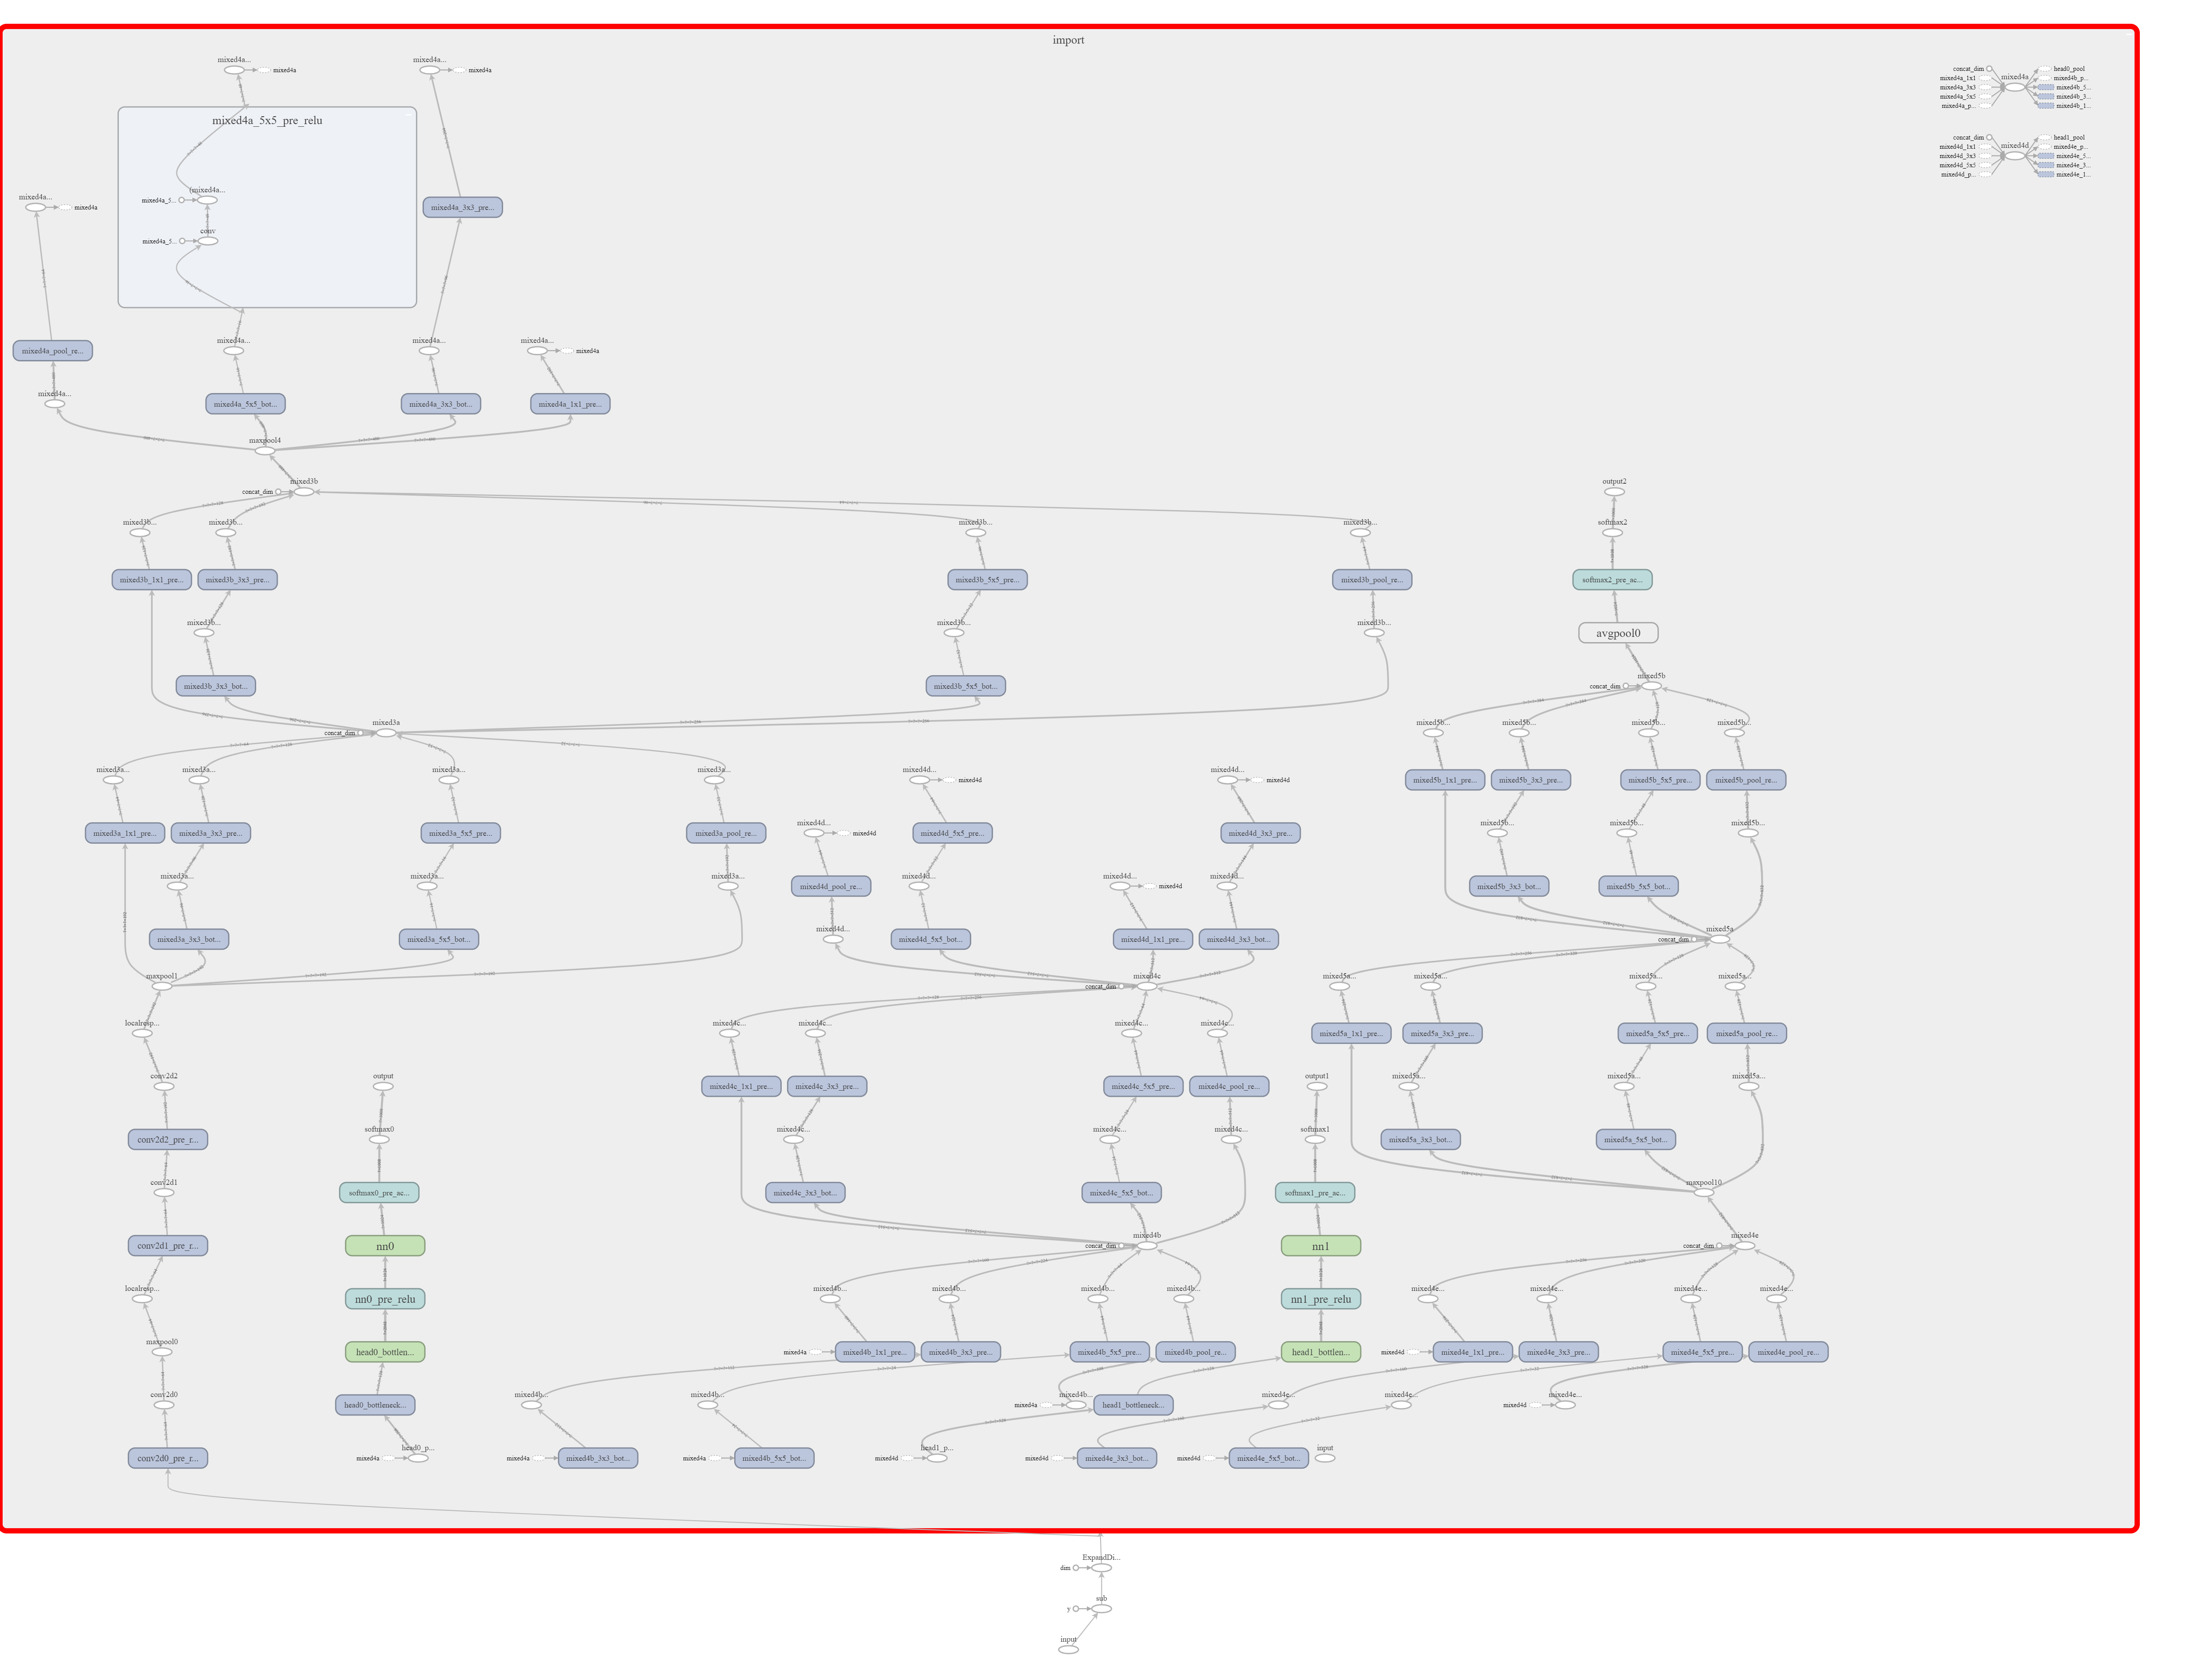 import
mixed4a...
mixed4a
mixed4a...
mixed4a
concat_dim
mixed4a_1x1
mixed4a_3x3
mixed4a_5x5
mixed4a_p...
mixed4a
head0_pool
mixed4b_p...
mixed4b_5...
mixed4b_3...
mixed4b_1...
mixed4a_5x5_pre_relu
concat_dim
mixed4d_1x1
mixed4d_3x3
mixed4d_5x5
mixed4d_p...
mixed4d
head1_pool
mixed4e_p...
mixed4e_5...
mixed4e_3...
mixed4e_1...
mixed4a...
mixed4a
(mixed4a...
mixed4a_5...
conv
mixed4a_5...
mixed4a_3x3_pre...
mixed4a_pool_re...
mixed4a...
mixed4a...
mixed4a...
mixed4a
mixed4a...
mixed4a_5x5_bot...
mixed4a_3x3_bot...
mixed4a_1x1_pre...
maxpool4
concat_dim
mixed3b
output2
mixed3b...
mixed3b...
mixed3b...
mixed3b...
softmax2
mixed3b_1x1_pre...
mixed3b_3x3_pre...
mixed3b_5x5_pre...
mixed3b_pool_re...
softmax2_pre_ac...
mixed3b...
mixed3b...
mixed3b...
avgpool0
mixed3b_3x3_bot...
mixed3b_5x5_bot...
concat_dim
mixed5b
concat_dim
mixed3a
mixed5b...
mixed5b...
mixed5b...
mixed5b...
mixed3a...
mixed3a...
mixed3a...
mixed3a...
mixed4d...
mixed4d
mixed4d...
mixed4d
mixed5b_1x1_pre...
mixed5b_3x3_pre...
mixed5b_5x5_pre...
mixed5b_pool_re...
mixed3a_1x1_pre...
mixed3a_3x3_pre...
mixed3a_5x5_pre...
mixed3a_pool_re...
mixed4d...
mixed4d
mixed4d_5x5_pre...
mixed4d_3x3_pre...
mixed5b...
mixed5b...
mixed5b...
mixed3a...
mixed3a...
mixed3a...
mixed4d_pool_re...
mixed4d...
mixed4d...
mixed4d
mixed4d...
mixed5b_3x3_bot...
mixed5b_5x5_bot...
mixed3a_3x3_bot...
mixed3a_5x5_bot...
mixed4d...
mixed4d_5x5_bot...
mixed4d_1x1_pre...
mixed4d_3x3_bot...
concat_dim
mixed5a
maxpool1
concat_dim
mixed4c
mixed5a...
mixed5a...
mixed5a...
mixed5a...
localresp...
mixed4c...
mixed4c...
mixed4c...
mixed4c...
mixed5a_1x1_pre...
mixed5a_3x3_pre...
mixed5a_5x5_pre...
mixed5a_pool_re...
conv2d2
output
mixed4c_1x1_pre...
mixed4c_3x3_pre...
mixed4c_5x5_pre...
mixed4c_pool_re...
output1
mixed5a...
mixed5a...
mixed5a...
conv2d2_pre_r...
softmax0
mixed4c...
mixed4c...
mixed4c...
softmax1
mixed5a_3x3_bot...
mixed5a_5x5_bot...
conv2d1
softmax0_pre_ac...
mixed4c_3x3_bot...
mixed4c_5x5_bot...
softmax1_pre_ac...
maxpool10
conv2d1_pre_r...
nn0
concat_dim
mixed4b
nn1
concat_dim
mixed4e
localresp...
nn0_pre_relu
mixed4b...
mixed4b...
mixed4b...
mixed4b...
nn1_pre_relu
mixed4e...
mixed4e...
mixed4e...
mixed4e...
maxpool0
head0_bottlen...
mixed4a
mixed4b_1x1_pre...
mixed4b_3x3_pre...
mixed4b_5x5_pre...
mixed4b_pool_re...
head1_bottlen...
mixed4d
mixed4e_1x1_pre...
mixed4e_3x3_pre...
mixed4e_5x5_pre...
mixed4e_pool_re...
conv2d0
head0_bottleneck...
mixed4b...
mixed4b...
mixed4a
mixed4b...
head1_bottleneck...
mixed4e...
mixed4e...
mixed4d
mixed4e...
conv2d0_pre_r...
mixed4a
head0_p...
mixed4a
mixed4b_3x3_bot...
mixed4a
mixed4b_5x5_bot...
mixed4d
head1_p...
mixed4d
mixed4e_3x3_bot...
mixed4d
mixed4e_5x5_bot...
input
ExpandDi...
dim
sub
y
input